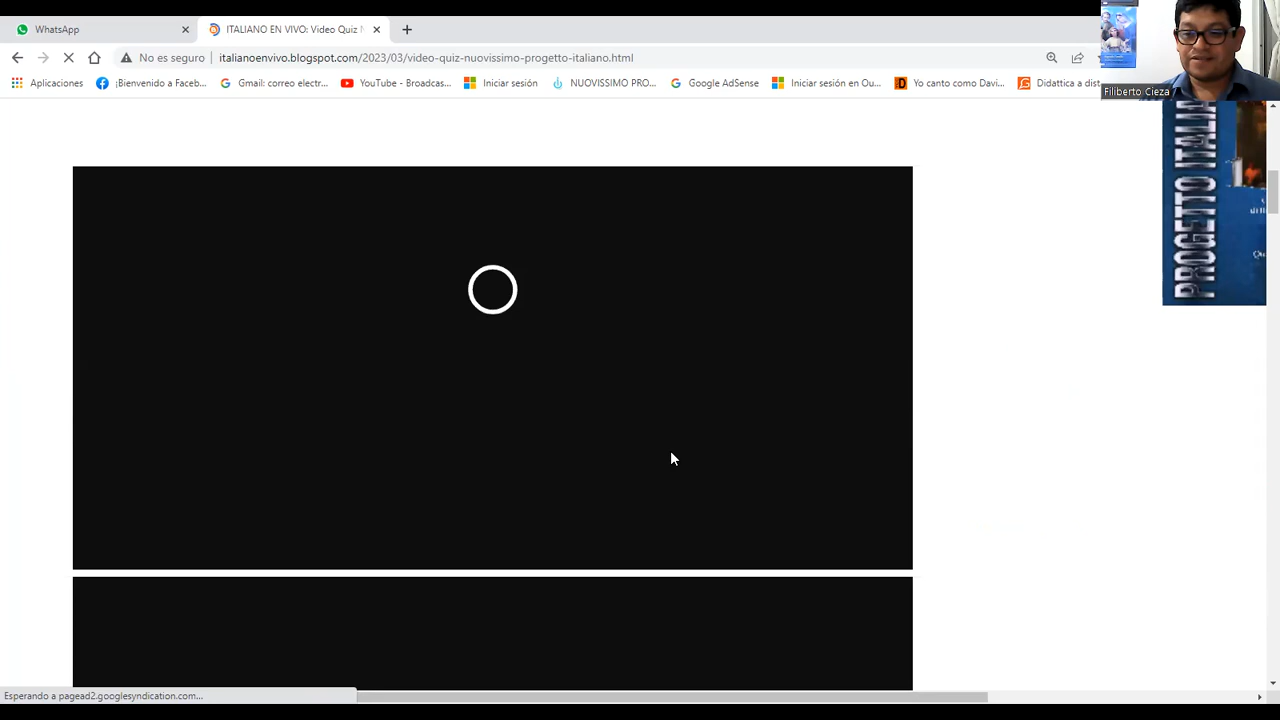 WhatsApp
ITALIANO EN VIVO: Video Quiz N
No es seguro
italianoenvivo.blogspot.com/2023/03/video-quiz-nuovissimo-progetto-italiano.html
Aplicaciones
¡Bienvenido a Faceb...
Gmail: correo electr...
YouTube - Broadcas...
Iniciar sesión
NUOVISSIMO PRO...
Google AdSense
Iniciar sesión en Ou...
Yo canto como Davi...
Didattica a dist
Filiberto Cieza
PROGETTO ITALIA
Esperando a pagead2.googlesyndication.com...